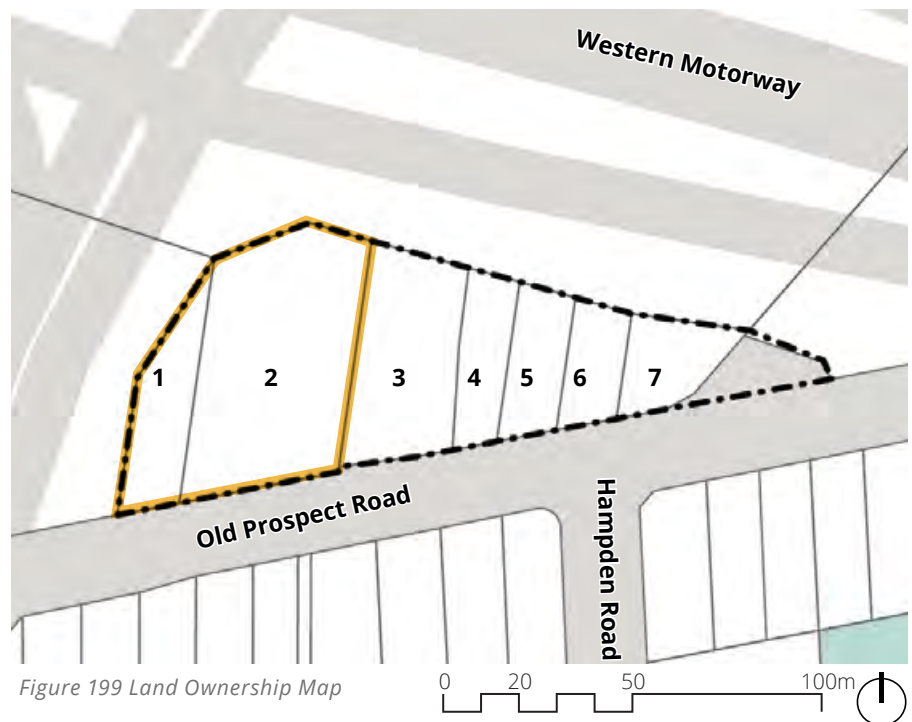 Western Motorway
1 2 3 4 5 6 7
Old Prospect Road
Hampden Road
Figure 199 Land Ownership Map
0 20 50 100m